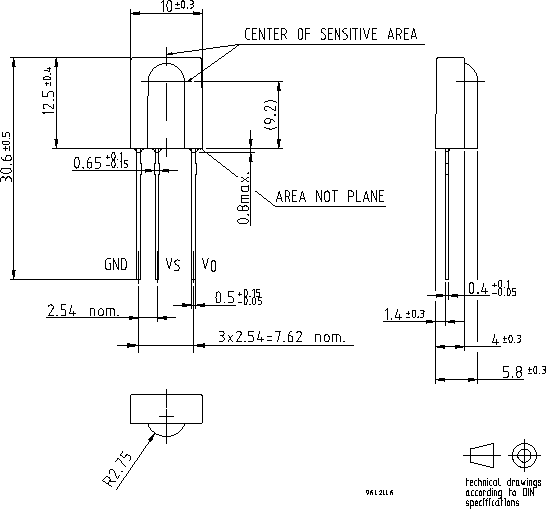 10 ±0.3
CENTER OF SENSITIVE AREA
12.5 ±0.4
(9.2)
30.6 ±0.5
0.65 +0.1 -0.15
0.8max.
AREA NOT PLANE
GND VS VO
0.5 +0.15 -0.05
0.4 +0.1 -0.05
2.54 nom.
1.4 ±0.3
3x2.54=7.62 nom.
4 ±0.3
5.8 ±0.3
R2.75
96 12116
technical drawings
according to DIN
specifications